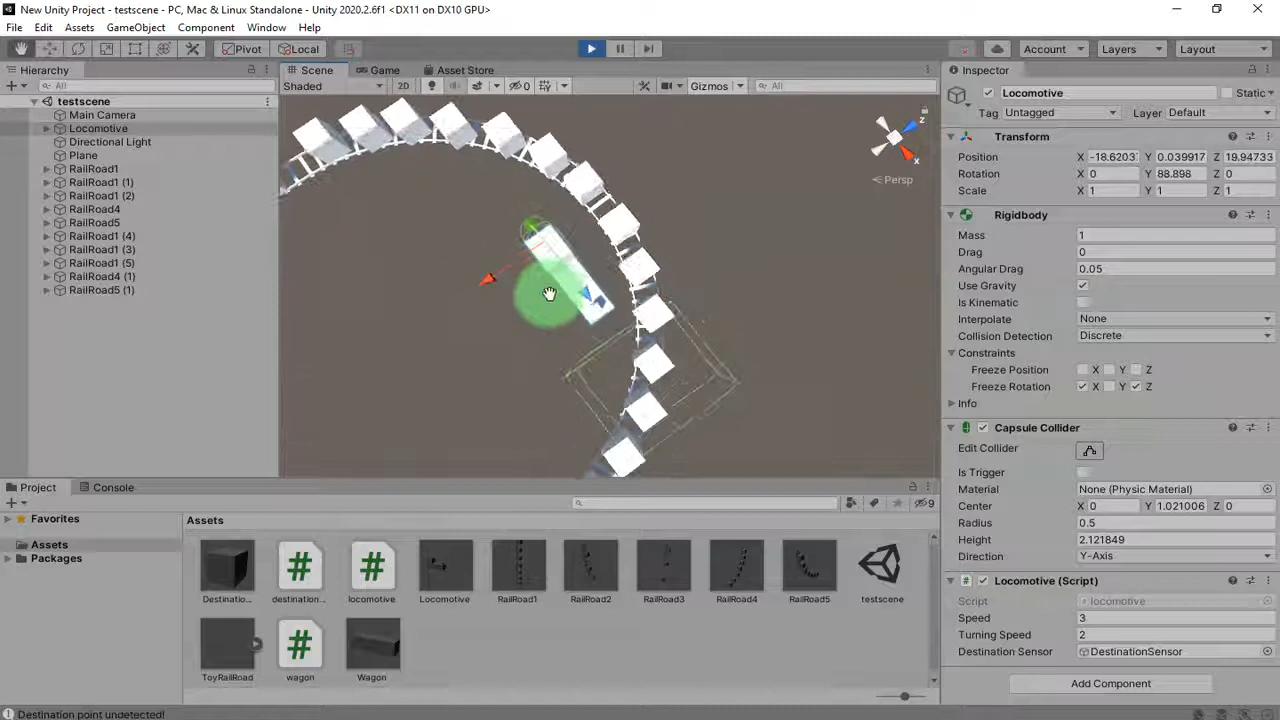 New Unity Project - testscene - PC, Mac & Linux Standalone - Unity 2020.2.6f1 <DX11 on DX10 GPU>
File Edit Assets GameObject Component Window Help
Pivot Local Account Layers Layout
Hierarchy
All
testscene
Main Camera
Locomotive
Directional Light
Plane
RailRoad1
RailRoad1 (1)
RailRoad1 (2)
RailRoad4
RailRoad5
RailRoad1 (4)
RailRoad1 (3)
RailRoad1 (5)
RailRoad4 (1)
RailRoad5 (1)
Scene Game Asset Store
Shaded 2D 0 Gizmos All
z
x
Persp
Inspector
Locomotive Static
Tag Untagged Layer Default
Transform
Position X -18.6203 Y 0.039917 Z 19.94733
Rotation X 0 Y 88.898 Z 0
Scale X 1 Y 1 Z 1
Rigidbody
Mass 1
Drag 0
Angular Drag 0.05
Use Gravity
Is Kinematic
Interpolate None
Collision Detection Discrete
Constraints
Freeze Position X Y Z
Freeze Rotation X Y Z
Info
Capsule Collider
Edit Collider
Is Trigger
Material None (Physic Material)
Center X 0 Y 1.021006 Z 0
Radius 0.5
Height 2.121849
Direction Y-Axis
Locomotive (Script)
Script locomotive
Speed 3
Turning Speed 2
Destination Sensor DestinationSensor
Add Component
Project Console
9
Favorites
Assets
Packages
Assets
Destinatio... destination... locomotive Locomotive RailRoad1 RailRoad2 RailRoad3 RailRoad4 RailRoad5 testscene
ToyRailRoad wagon Wagon
Destination point undetected!